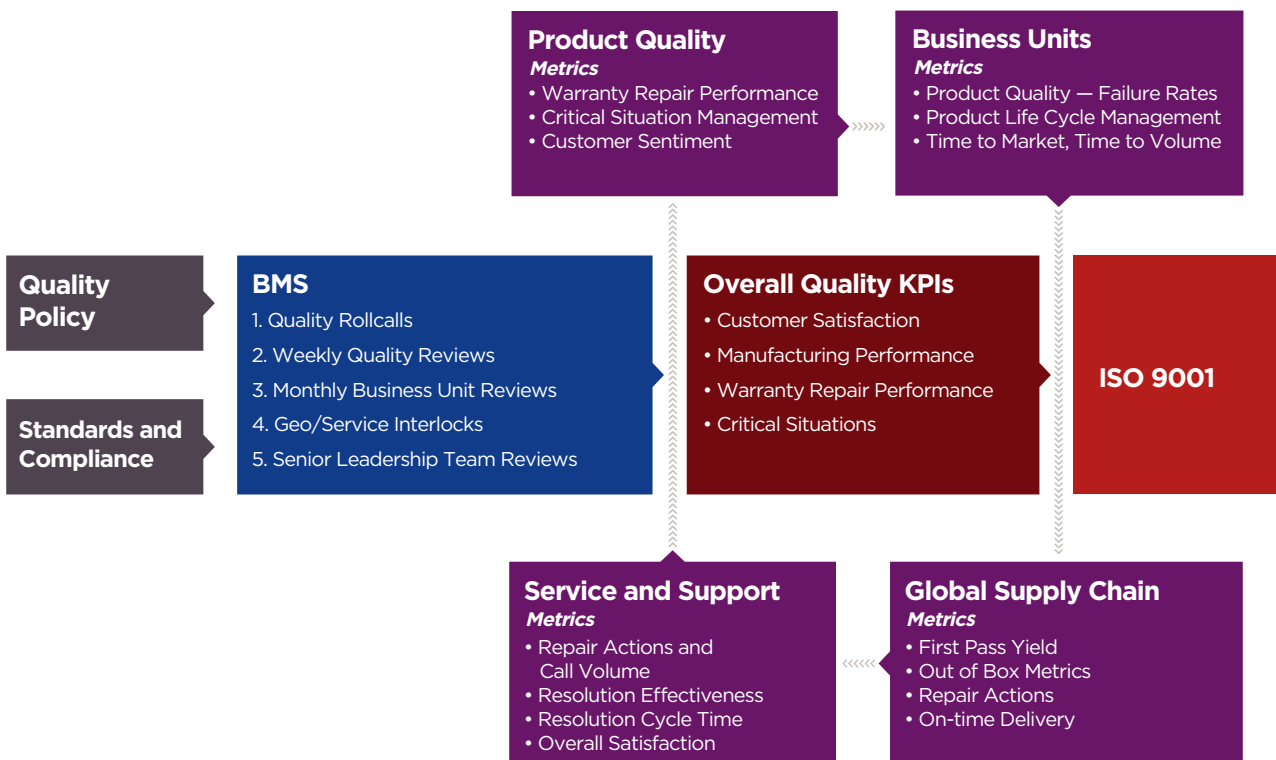 Product Quality
Metrics
• Warranty Repair Performance
• Critical Situation Management
• Customer Sentiment
Business Units
Metrics
• Product Quality — Failure Rates
• Product Life Cycle Management
• Time to Market, Time to Volume
Quality
Policy
Standards and
Compliance
BMS
1. Quality Rollcalls
2. Weekly Quality Reviews
3. Monthly Business Unit Reviews
4. Geo/Service Interlocks
5. Senior Leadership Team Reviews
Overall Quality KPIs
• Customer Satisfaction
• Manufacturing Performance
• Warranty Repair Performance
• Critical Situations
ISO 9001
Service and Support
Metrics
• Repair Actions and
Call Volume
• Resolution Effectiveness
• Resolution Cycle Time
• Overall Satisfaction
Global Supply Chain
Metrics
• First Pass Yield
• Out of Box Metrics
• Repair Actions
• On-time Delivery